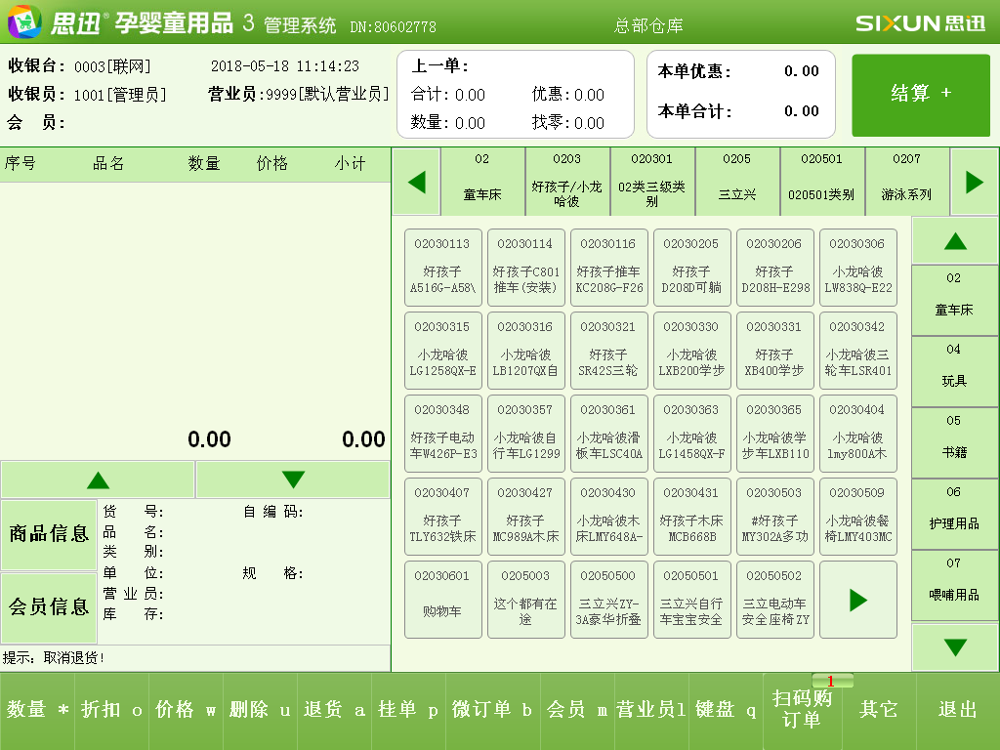 思迅® 孕婴童用品 3 管理系统 DN:80602778 总部仓库 SIXUN思迅
收银台: 0003[联网] 2018-05-18 11:14:23
收银员: 1001[管理员] 营业员:9999[默认营业员]
会 员:
上一单:
合计: 0.00 优惠: 0.00
数量: 0.00 找零: 0.00
本单优惠: 0.00
本单合计: 0.00
结算 +
序号 品名 数量 价格 小计
0.00 0.00
02
童车床
0203
好孩子/小龙
哈彼
020301
02类三级类
别
0205
三立兴
020501
020501类别
0207
游泳系列
02030113
好孩子
A516G-A58\
02030114
好孩子C801
推车(安装)
02030116
好孩子推车
KC208G-F26
02030205
好孩子
D208D可躺
02030206
好孩子
D208H-E298
02030306
小龙哈彼
LW838Q-E22
02030315
小龙哈彼
LG1258QX-E
02030316
小龙哈彼
LB1207QX自
02030321
好孩子
SR42S三轮
02030330
小龙哈彼
LXB200学步
02030331
好孩子
XB400学步
02030342
小龙哈彼三
轮车LSR401
02030348
好孩子电动
车W426P-E3
02030357
小龙哈彼自
行车LG1299
02030361
小龙哈彼滑
板车LSC40A
02030363
小龙哈彼
LG1458QX-F
02030365
小龙哈彼学
步车LXB110
02030404
小龙哈彼
lmy800A木
02030407
好孩子
TLY632铁床
02030427
好孩子
MC989A木床
02030430
小龙哈彼木
床LMY648A-
02030431
好孩子木床
MCB668B
02030503
#好孩子
MY302A多功
02030509
小龙哈彼餐
椅LMY403MC
02030601
购物车
0205003
这个都有在
途
02050500
三立兴ZY-
3A豪华折叠
02050501
三立兴自行
车宝宝安全
02050502
三立电动车
安全座椅ZY
02
童车床
04
玩具
05
书籍
06
护理用品
07
喂哺用品
商品信息
会员信息
货 号: 自编码:
品 名:
类 别:
单 位: 规 格:
营业员:
库 存:
提示: 取消退货!
数量 * 折扣 o 价格 w 删除 u 退货 a 挂单 p 微订单 b 会员 m 营业员l 键盘 q
扫码购
订单
1
其它 退出